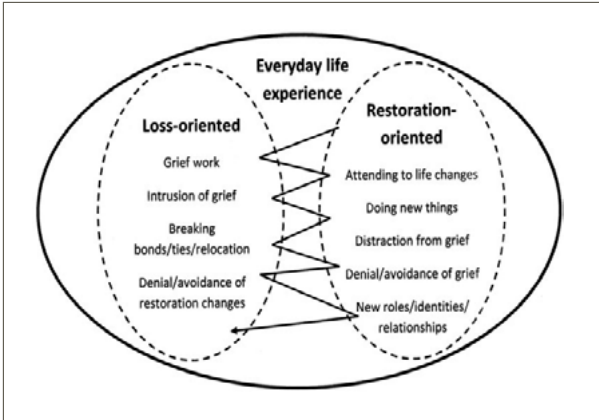 Everyday life
experience
Loss-oriented
Grief work
Intrusion of grief
Breaking
bonds/ties/relocation
Denial/avoidance of
restoration changes
Restoration-
oriented
Attending to life changes
Doing new things
Distraction from grief
Denial/avoidance of grief
New roles/identities/
relationships